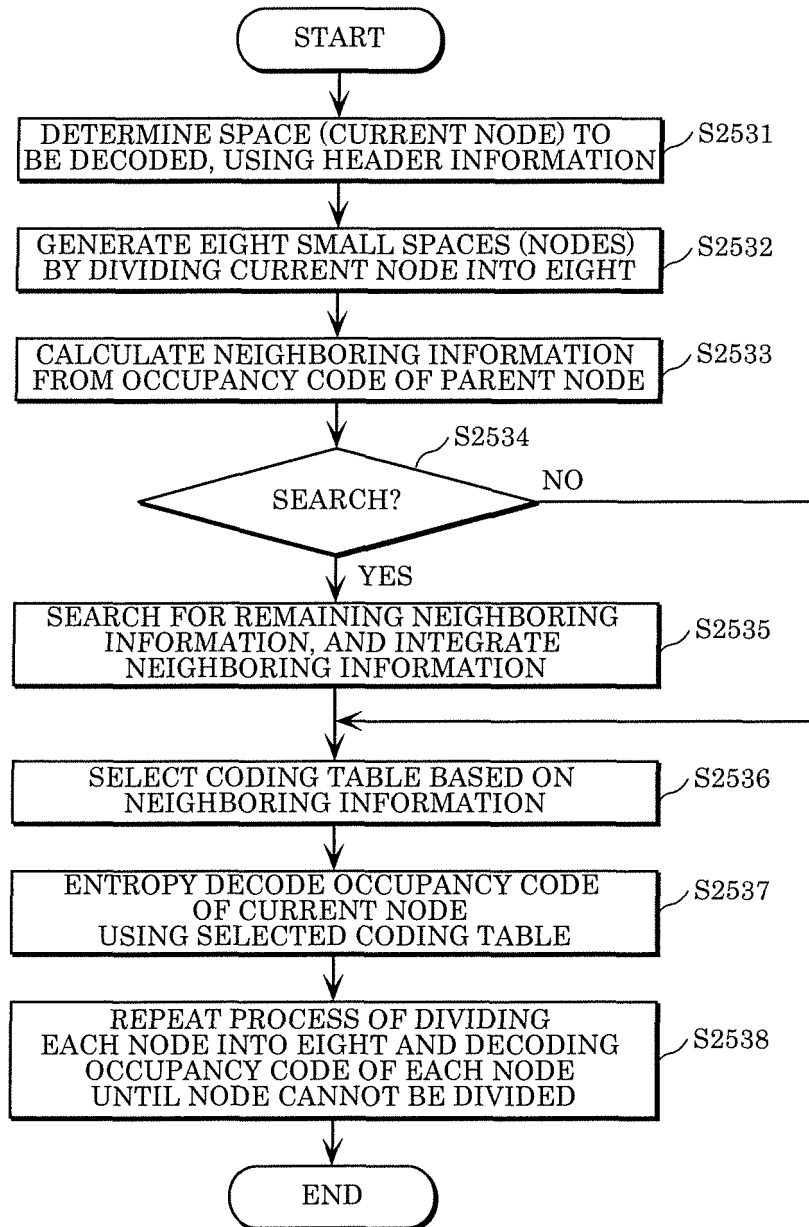 START
DETERMINE SPACE (CURRENT NODE) TO
BE DECODED, USING HEADER INFORMATION
S2531
GENERATE EIGHT SMALL SPACES (NODES)
BY DIVIDING CURRENT NODE INTO EIGHT
S2532
CALCULATE NEIGHBORING INFORMATION
FROM OCCUPANCY CODE OF PARENT NODE
S2533
S2534
SEARCH?
NO
YES
SEARCH FOR REMAINING NEIGHBORING
INFORMATION, AND INTEGRATE
NEIGHBORING INFORMATION
S2535
SELECT CODING TABLE BASED ON
NEIGHBORING INFORMATION
S2536
ENTROPY DECODE OCCUPANCY CODE
OF CURRENT NODE
USING SELECTED CODING TABLE
S2537
REPEAT PROCESS OF DIVIDING
EACH NODE INTO EIGHT AND DECODING
OCCUPANCY CODE OF EACH NODE
UNTIL NODE CANNOT BE DIVIDED
S2538
END